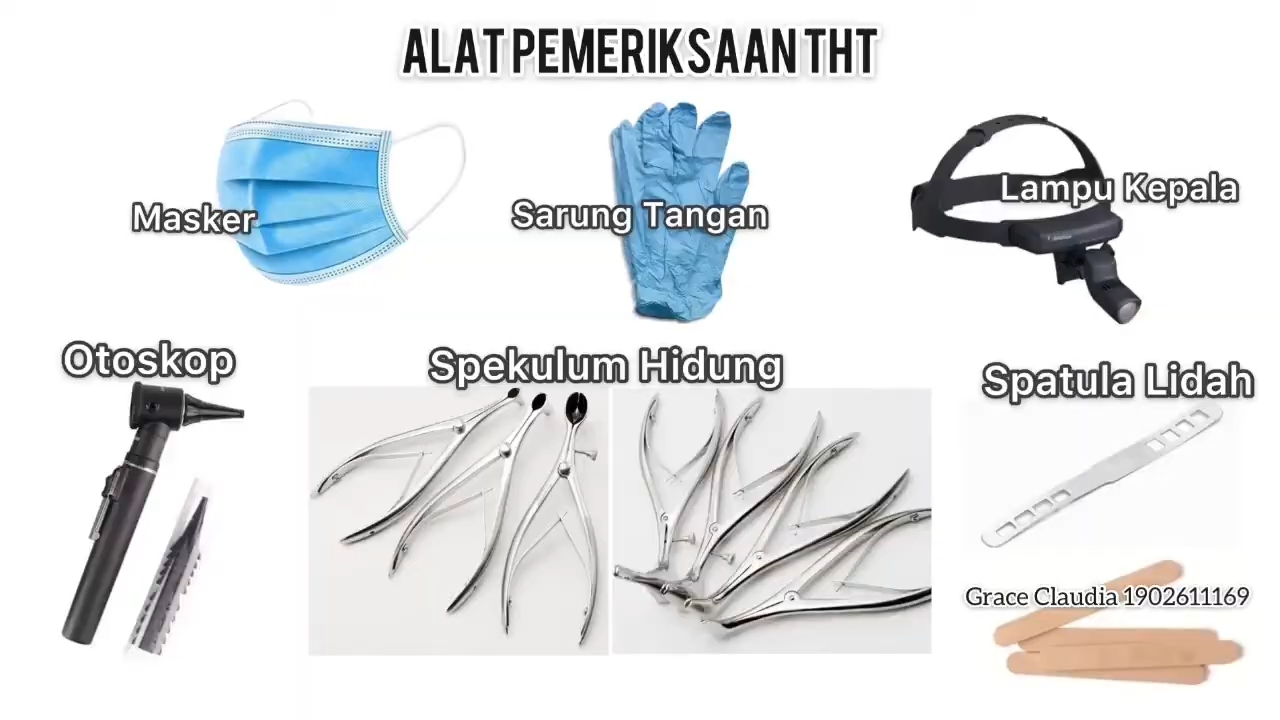 ALAT PEMERIKSAAN THT
Masker
Sarung Tangan
Lampu Kepala
Otoskop
Spekulum Hidung
Spatula Lidah
Grace Claudia 1902611169